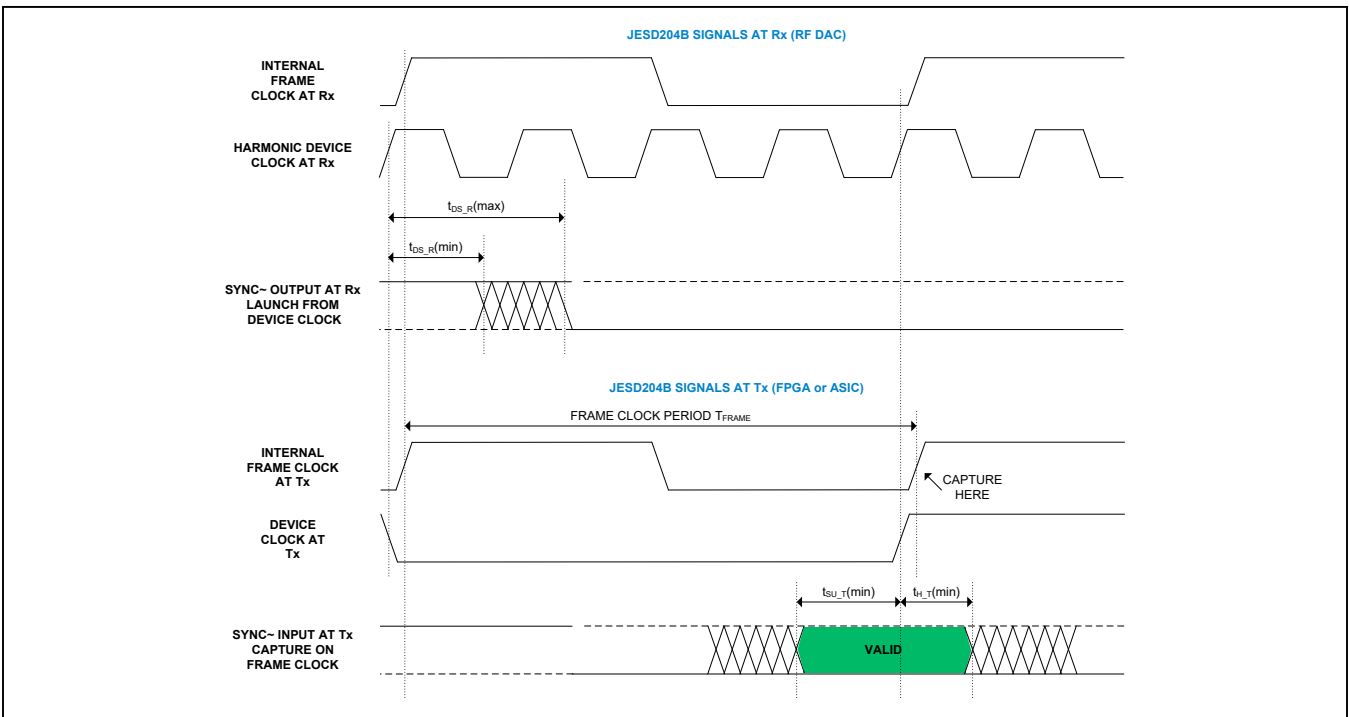 JESD204B SIGNALS AT Rx (RF DAC)
INTERNAL
FRAME
CLOCK AT Rx
HARMONIC DEVICE
CLOCK AT Rx
tDS_R(max)
tDS_R(min)
SYNC~ OUTPUT AT Rx
LAUNCH FROM
DEVICE CLOCK
JESD204B SIGNALS AT Tx (FPGA or ASIC)
FRAME CLOCK PERIOD TFRAME
INTERNAL
FRAME CLOCK
AT Tx
CAPTURE
HERE
DEVICE
CLOCK AT
Tx
tSU_T(min)
tH_T(min)
SYNC~ INPUT AT Tx
CAPTURE ON
FRAME CLOCK
VALID